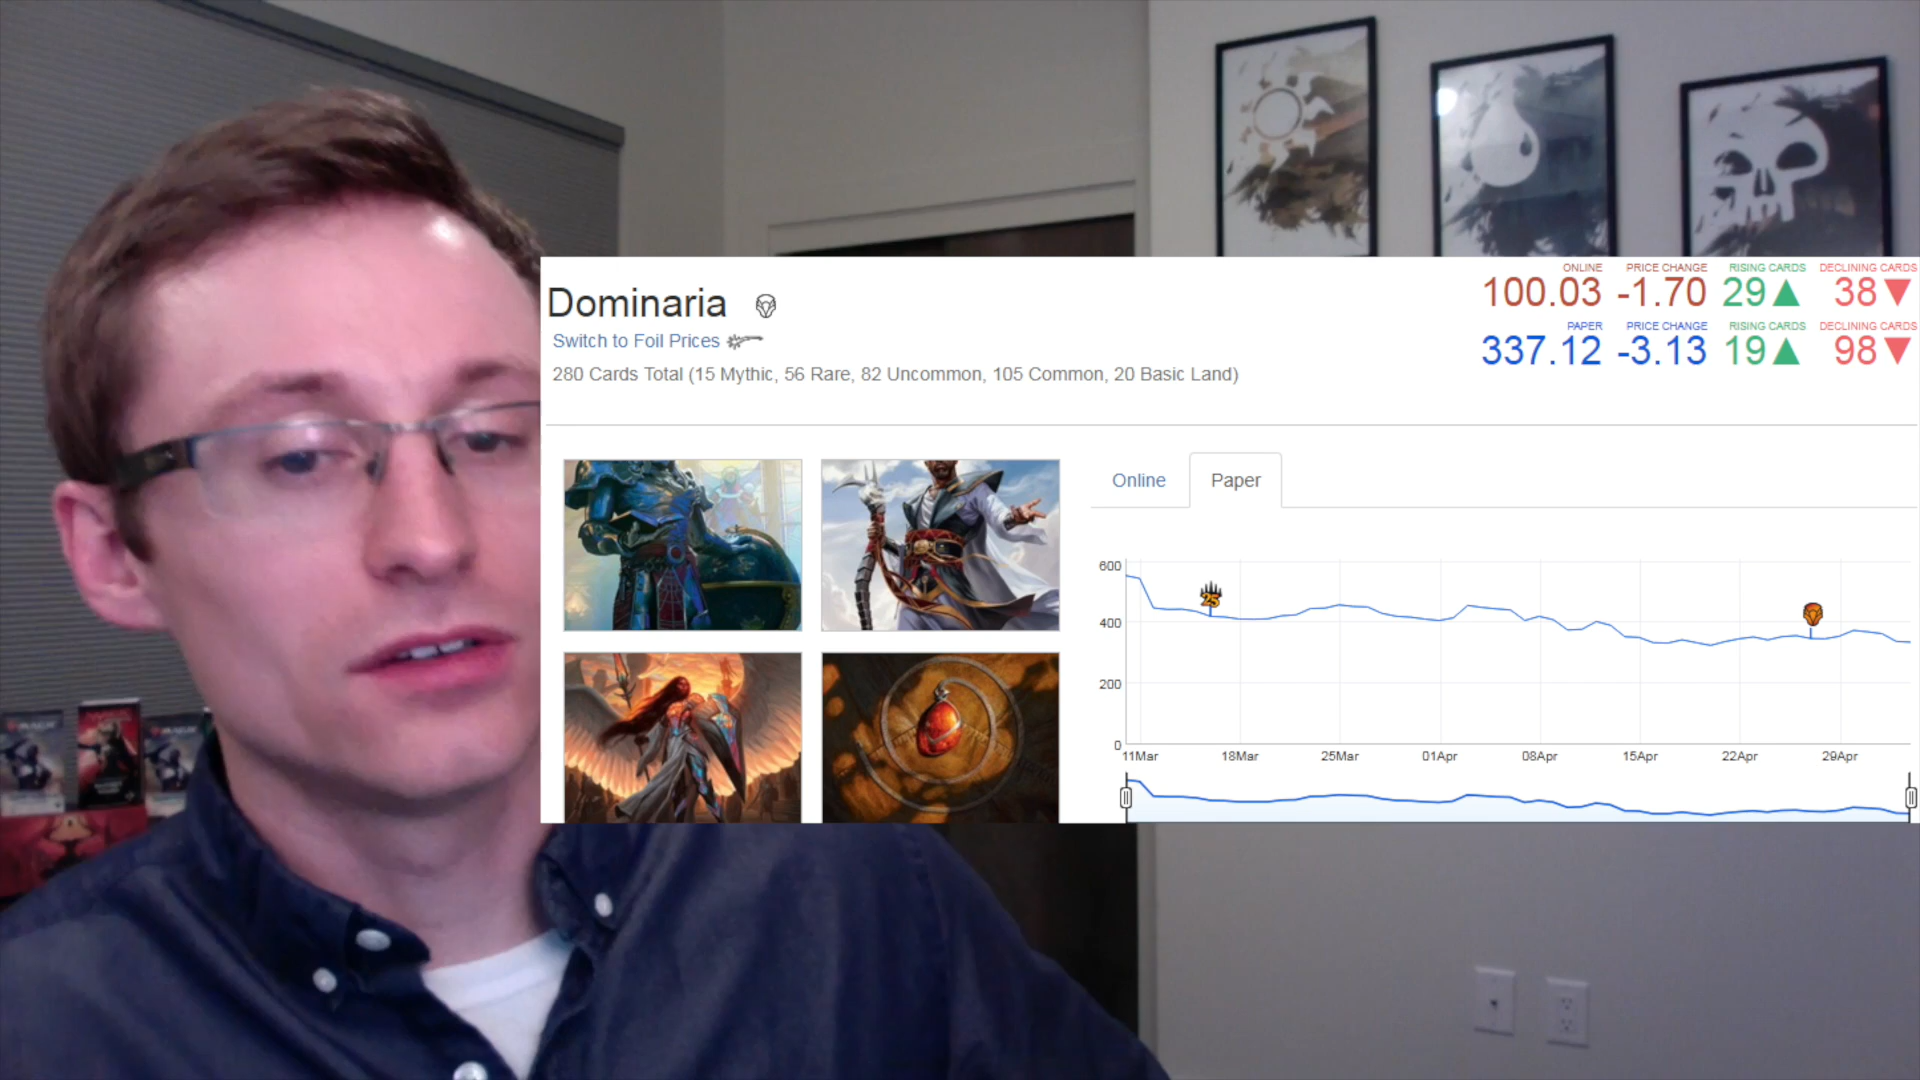 Dominaria
Switch to Foil Prices
280 Cards Total (15 Mythic, 56 Rare, 82 Uncommon, 105 Common, 20 Basic Land)
ONLINE PRICE CHANGE RISING CARDS DECLINING CARDS
100.03 -1.70 29 38
PAPER PRICE CHANGE RISING CARDS DECLINING CARDS
337.12 -3.13 19 98
Online Paper
600
400
200
0
25
11Mar 18Mar 25Mar 01Apr 08Apr 15Apr 22Apr 29Apr